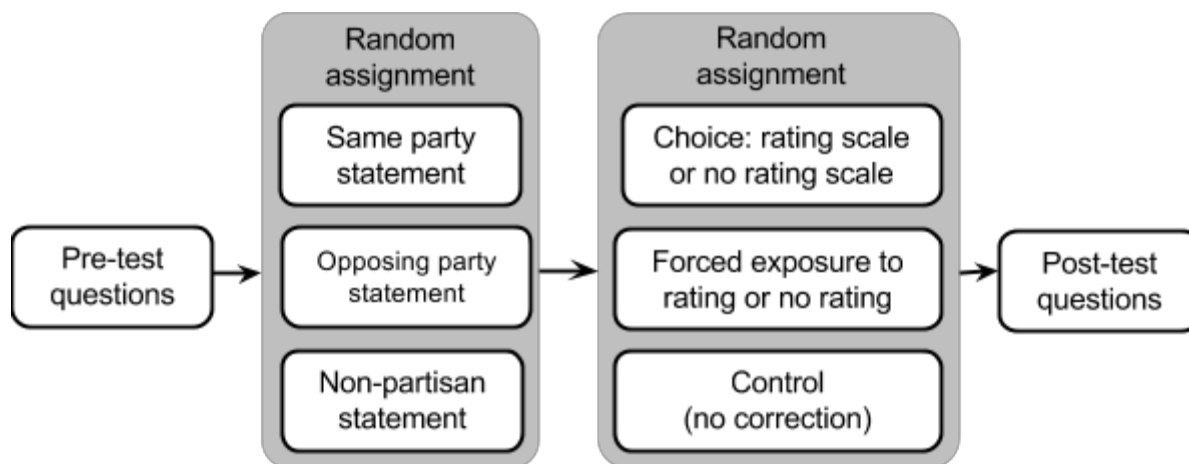 Pre-test
questions
Random
assignment
Same party
statement
Opposing party
statement
Non-partisan
statement
Random
assignment
Choice: rating scale
or no rating scale
Forced exposure to
rating or no rating
Control
(no correction)
Post-test
questions